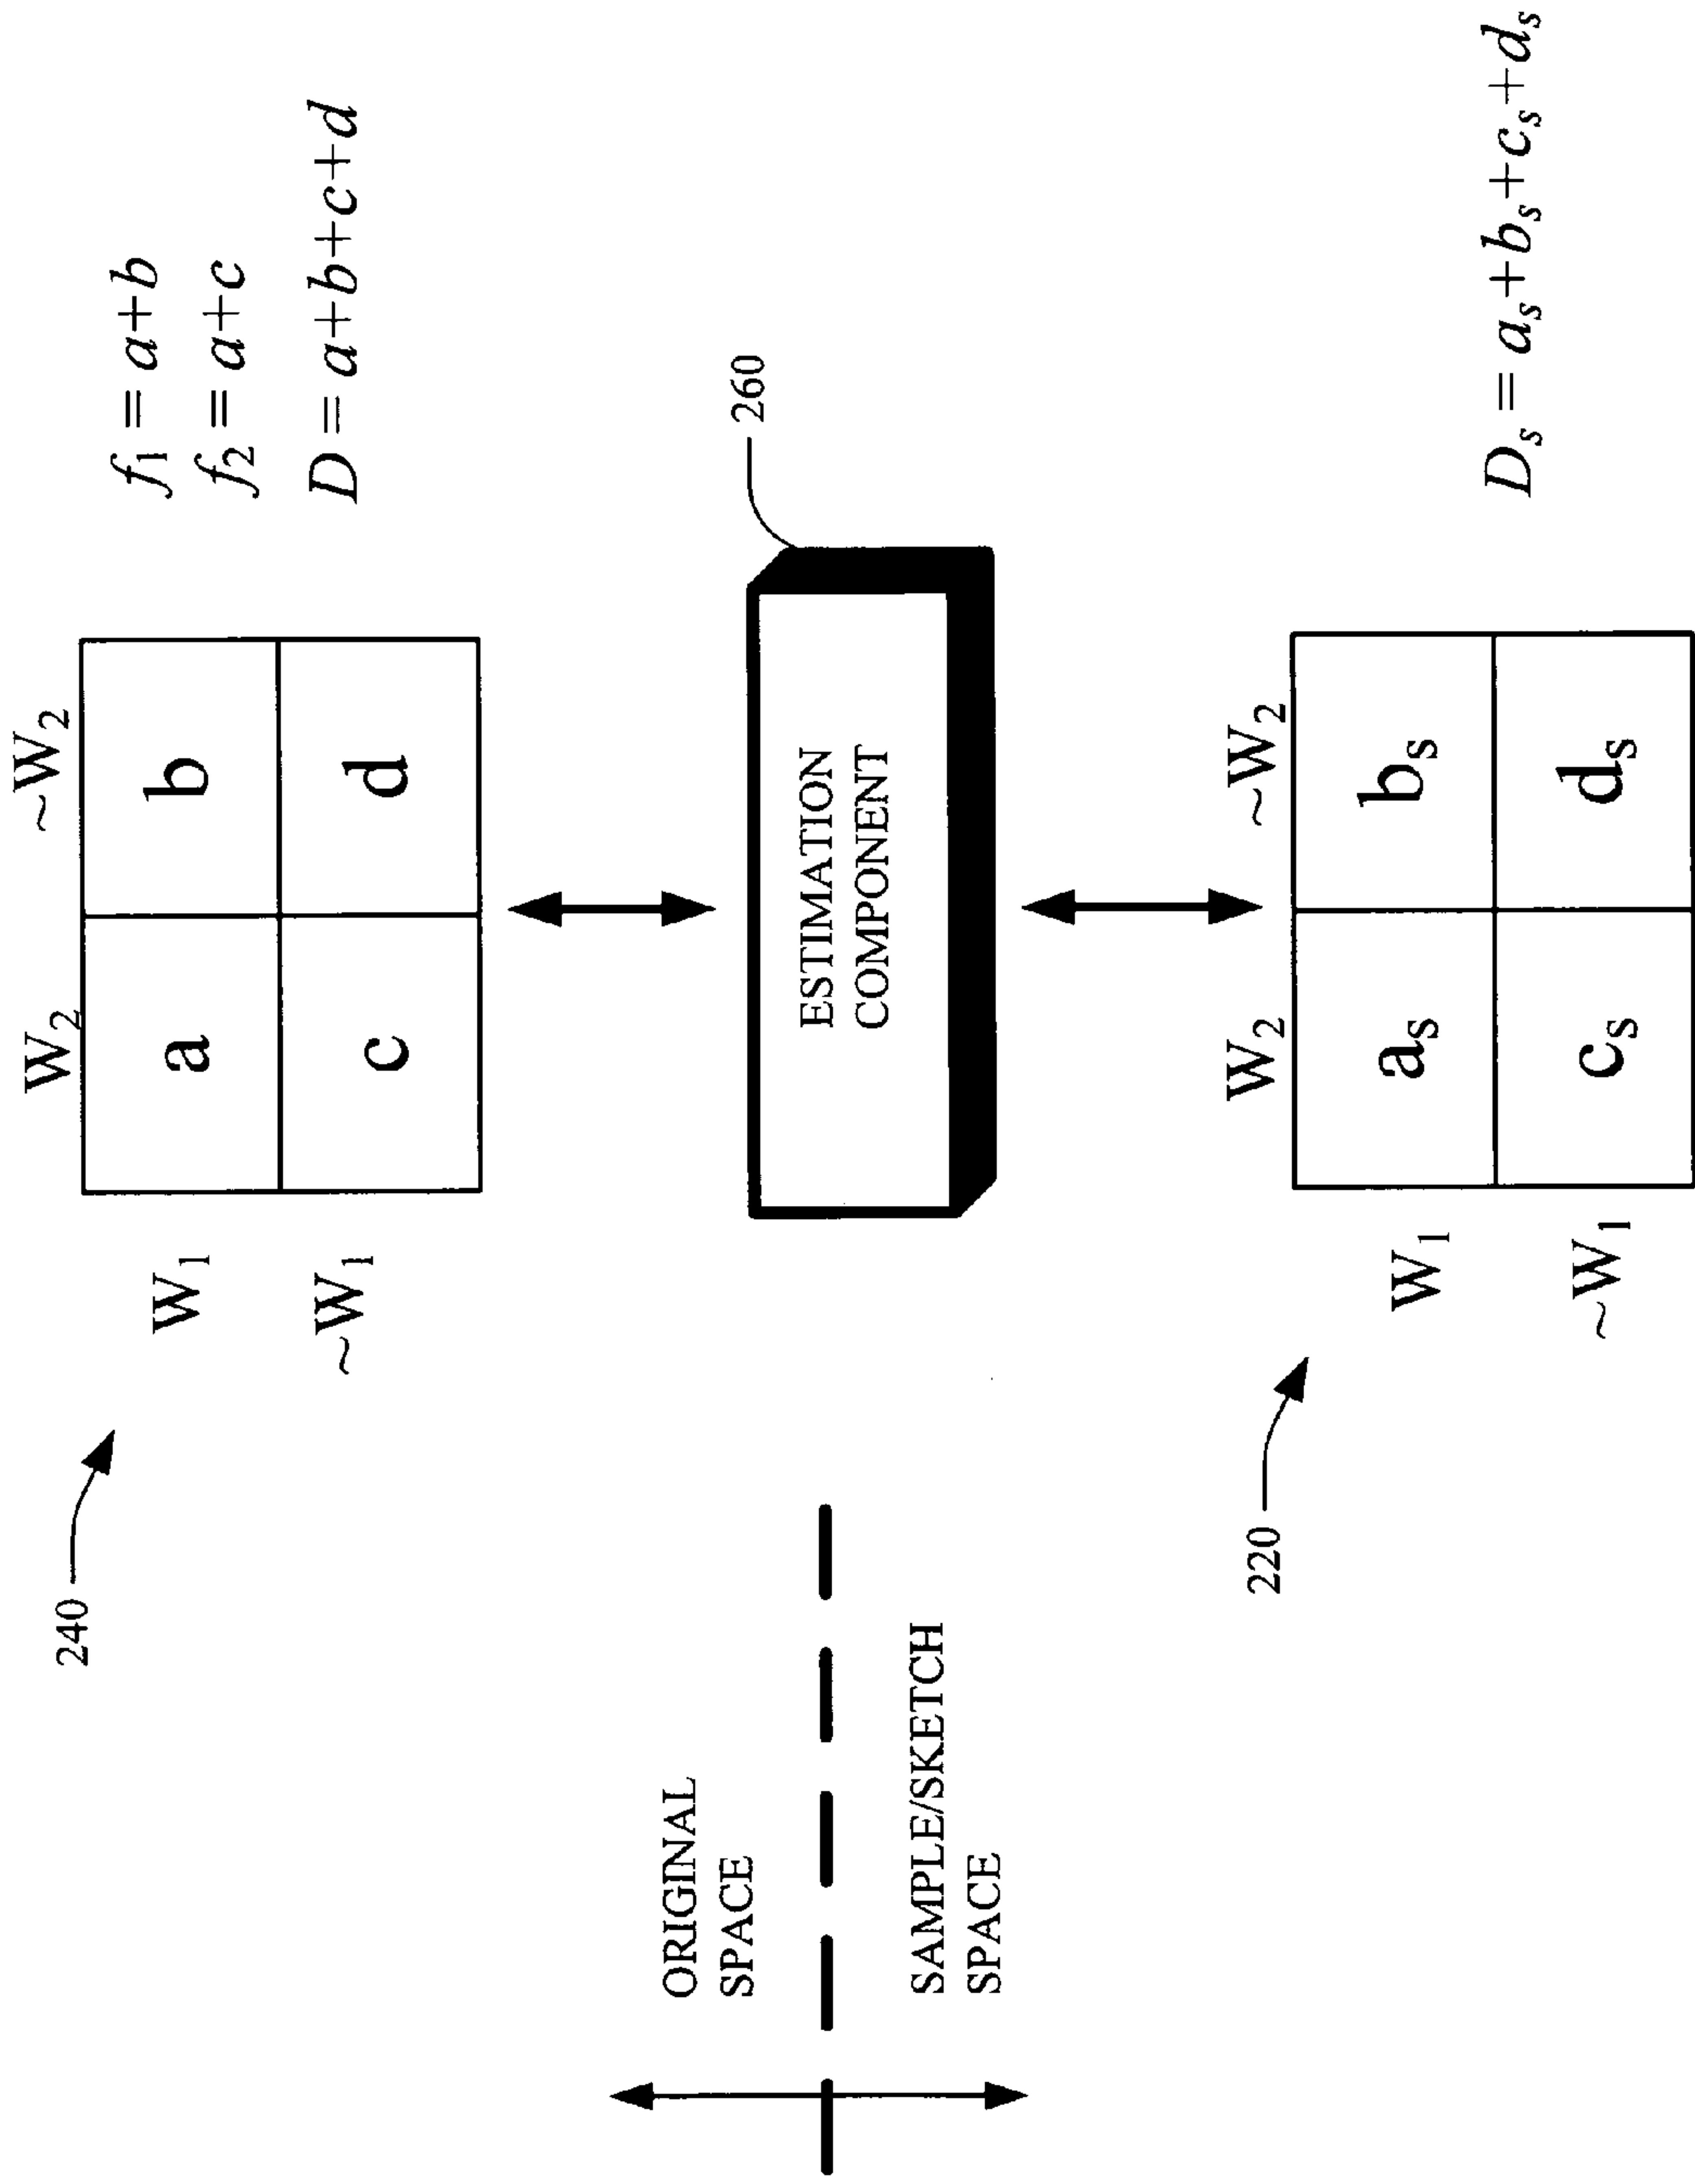 W₂ ~W₂
W₁ a b
~W₁ c d
f₁ = a+b
f₂ = a+c
D = a+b+c+d
240
ORIGINAL
SPACE
ESTIMATION
COMPONENT
260
SAMPLE/SKETCH
SPACE
220
W₂ ~W₂
W₁ aₛ bₛ
~W₁ cₛ dₛ
Dₛ = aₛ+bₛ+cₛ+dₛ